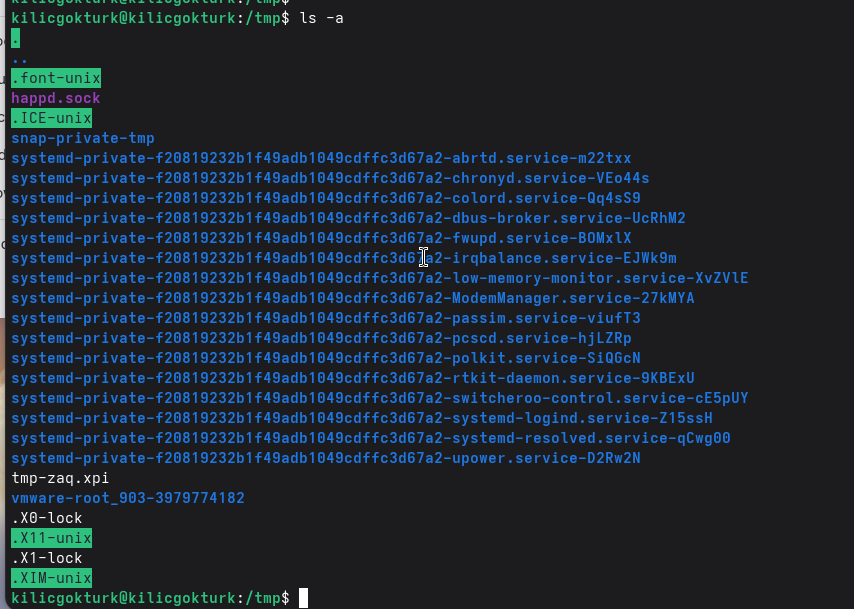 kilicgokturk@kilicgokturk:/tmp$
kilicgokturk@kilicgokturk:/tmp$ ls -a
.
..
.font-unix
happd.sock
.ICE-unix
snap-private-tmp
systemd-private-f20819232b1f49adb1049cdffc3d67a2-abrtd.service-m22txx
systemd-private-f20819232b1f49adb1049cdffc3d67a2-chronyd.service-VEo44s
systemd-private-f20819232b1f49adb1049cdffc3d67a2-colord.service-Qq4sS9
systemd-private-f20819232b1f49adb1049cdffc3d67a2-dbus-broker.service-UcRhM2
systemd-private-f20819232b1f49adb1049cdffc3d67a2-fwupd.service-BOMxlX
systemd-private-f20819232b1f49adb1049cdffc3d67a2-irqbalance.service-EJWk9m
systemd-private-f20819232b1f49adb1049cdffc3d67a2-low-memory-monitor.service-XvZVlE
systemd-private-f20819232b1f49adb1049cdffc3d67a2-ModemManager.service-27kMYA
systemd-private-f20819232b1f49adb1049cdffc3d67a2-passim.service-viufT3
systemd-private-f20819232b1f49adb1049cdffc3d67a2-pcscd.service-hjLZRp
systemd-private-f20819232b1f49adb1049cdffc3d67a2-polkit.service-SiQ6cN
systemd-private-f20819232b1f49adb1049cdffc3d67a2-rtkit-daemon.service-9KBExU
systemd-private-f20819232b1f49adb1049cdffc3d67a2-switcheroo-control.service-cE5pUY
systemd-private-f20819232b1f49adb1049cdffc3d67a2-systemd-logind.service-Z15ssH
systemd-private-f20819232b1f49adb1049cdffc3d67a2-systemd-resolved.service-qCwg00
systemd-private-f20819232b1f49adb1049cdffc3d67a2-upower.service-D2Rw2N
tmp-zaq.xpi
vmware-root_903-3979774182
.X0-lock
.X11-unix
.X1-lock
.XIM-unix
kilicgokturk@kilicgokturk:/tmp$